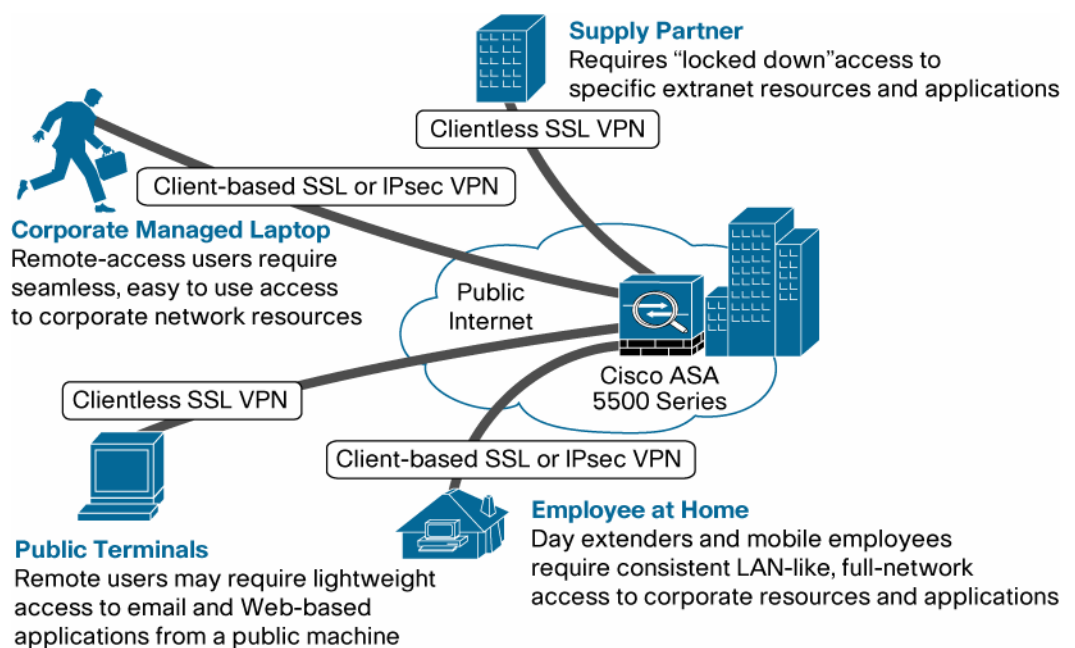 Supply Partner
Requires “locked down”access to
specific extranet resources and applications
Clientless SSL VPN
Client-based SSL or IPsec VPN
Corporate Managed Laptop
Remote-access users require
seamless, easy to use access
to corporate network resources
Public
Internet
Cisco ASA
5500 Series
Clientless SSL VPN
Client-based SSL or IPsec VPN
Public Terminals
Remote users may require lightweight
access to email and Web-based
applications from a public machine
Employee at Home
Day extenders and mobile employees
require consistent LAN-like, full-network
access to corporate resources and applications